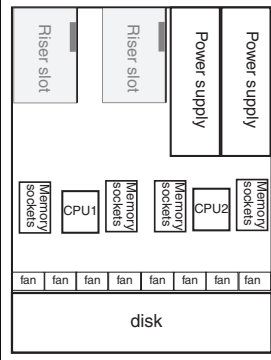 Riser slot
Riser slot
Power supply
Power supply
Memory
sockets
CPU1
Memory
sockets
Memory
sockets
CPU2
Memory
sockets
fan
fan
fan
fan
fan
fan
fan
fan
disk